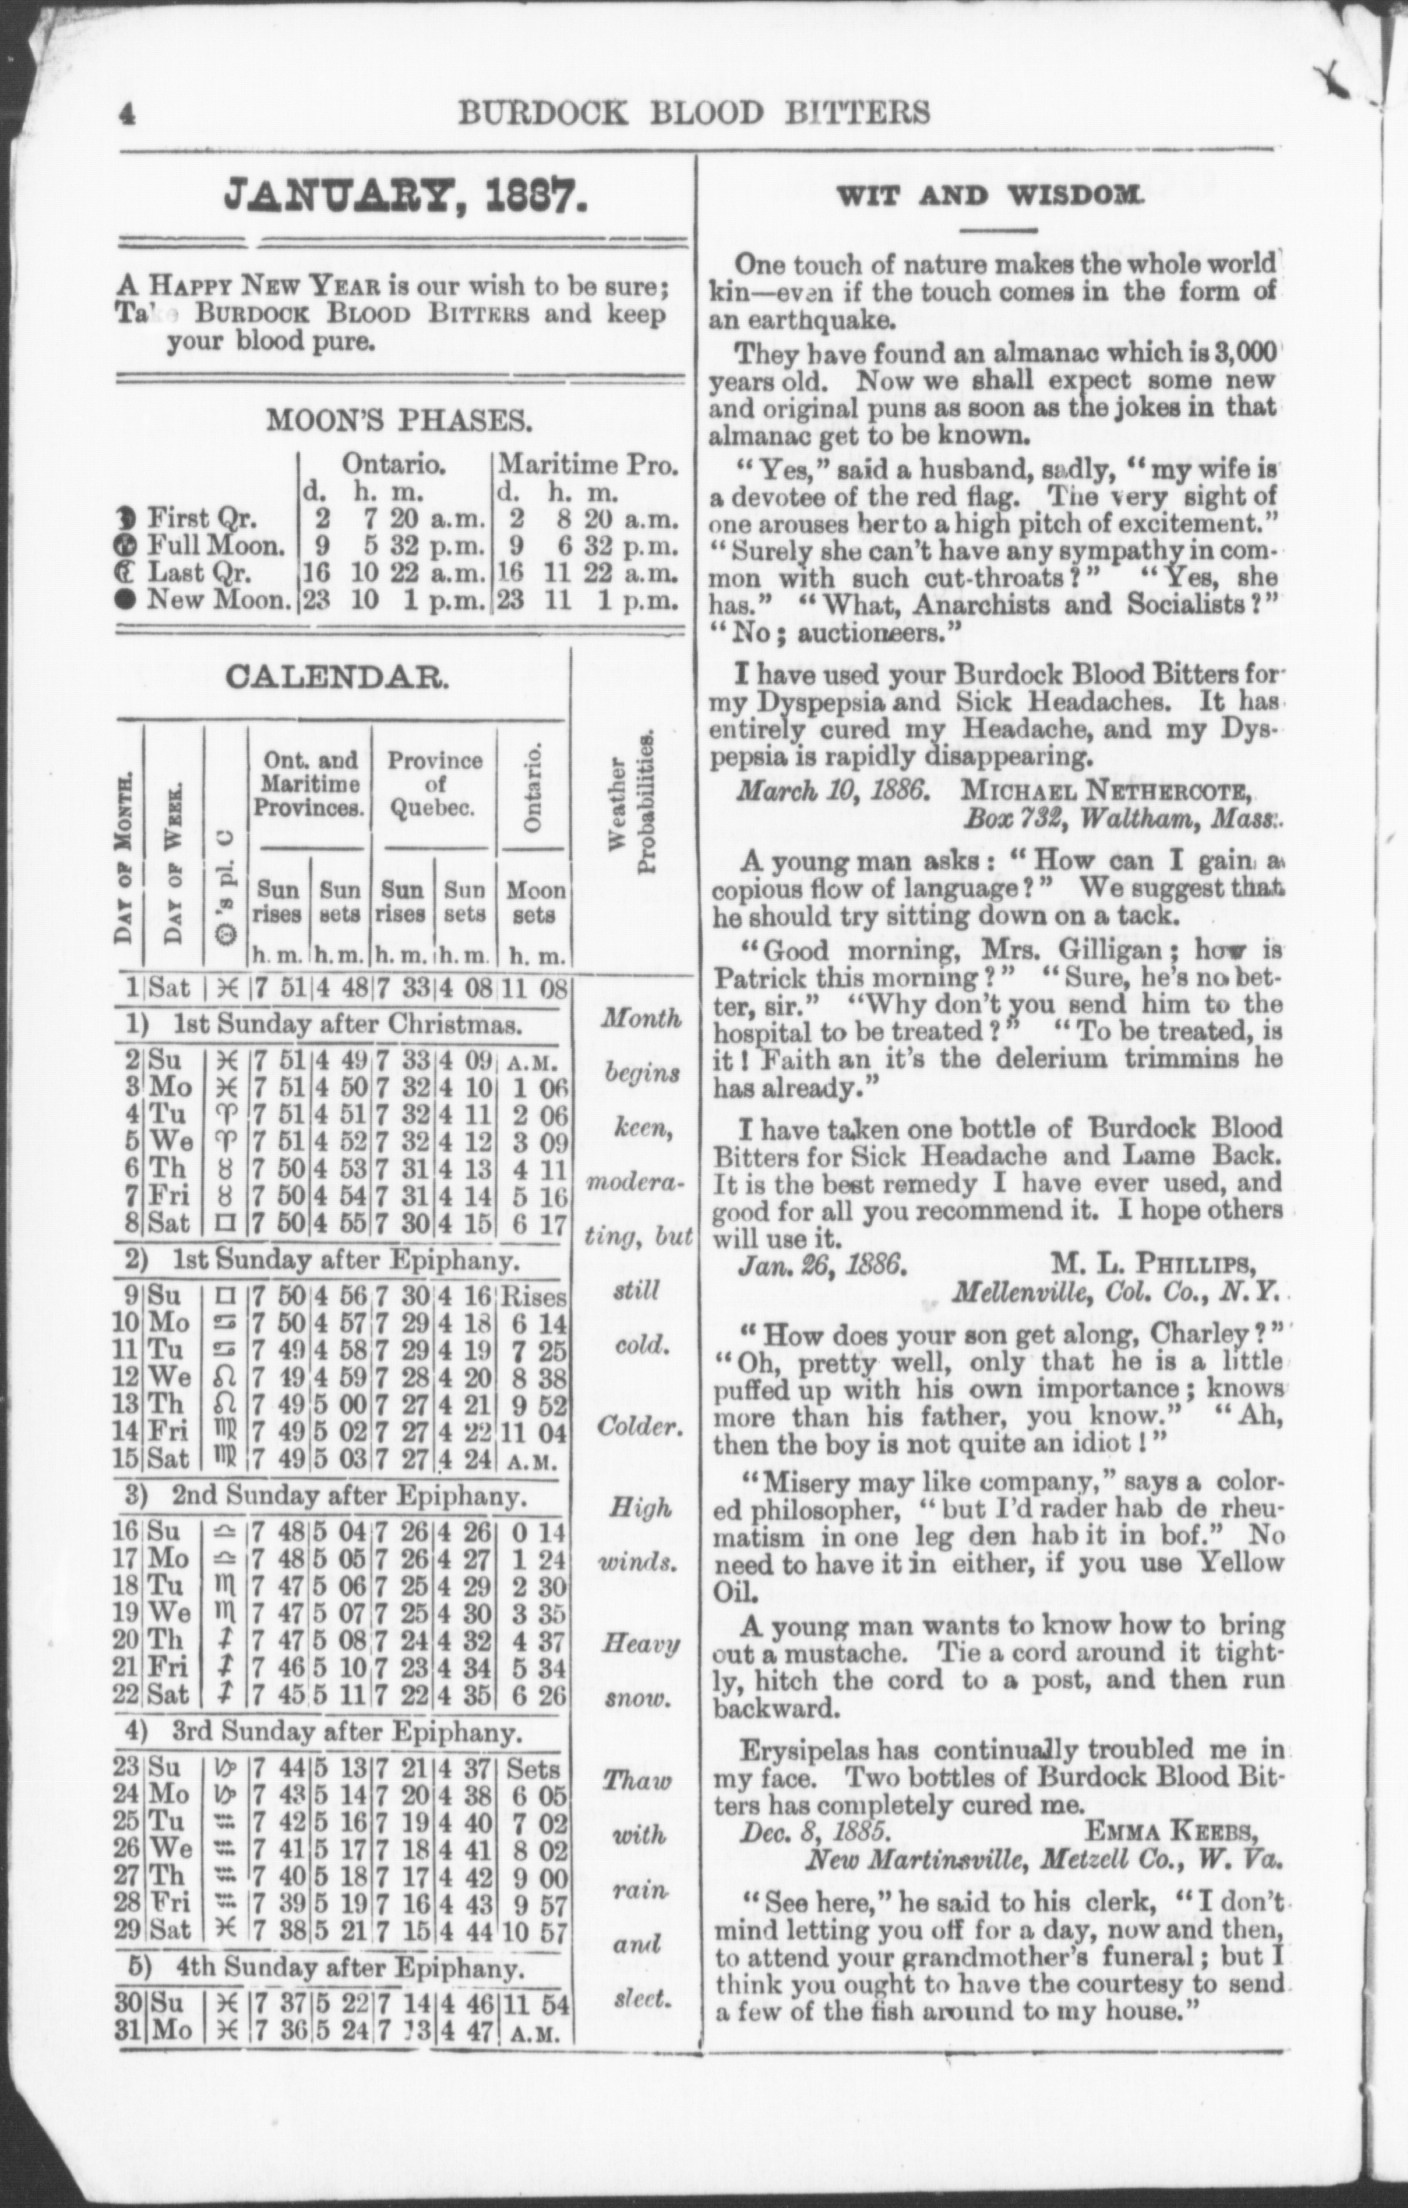 4
BURDOCK BLOOD BITTERS
JANUARY, 1887.
A HAPPY NEW YEAR is our wish to be sure;
BURDOCK BLOOD BITTERS and keep
your blood pure.
MOON'S PHASES.
Ontario. Maritime Pro.
d. h. m. d. h. m.
First Qr. 2 7 20 a.m. 2 8 20 a.m.
Full Moon. 9 5 32 p.m. 9 6 32 p.m.
Last Qr. 16 10 22 a.m. 16 11 22 a.m.
New Moon. 23 10 1 p.m. 23 11 1 p.m.
CALENDAR.
DAY OF MONTH.
DAY OF WEEK.
☉'s pl. C
Ont. and
Maritime
Provinces.
Province
of
Quebec.
Ontario.
Weather
Probabilities.
Sun Sun Sun Sun Moon
rises sets rises sets sets
h. m. h. m. h. m. h. m. h. m.
1 Sat ♓ 7 51 4 48 7 33 4 08 11 08
1) 1st Sunday after Christmas.
2 Su ♓ 7 51 4 49 7 33 4 09 A.M.
3 Mo ♓ 7 51 4 50 7 32 4 10 1 06
4 Tu ♈ 7 51 4 51 7 32 4 11 2 06
5 We ♈ 7 51 4 52 7 32 4 12 3 09
6 Th ♉ 7 50 4 53 7 31 4 13 4 11
7 Fri ♉ 7 50 4 54 7 31 4 14 5 16
8 Sat ♊ 7 50 4 55 7 30 4 15 6 17
2) 1st Sunday after Epiphany.
9 Su ♊ 7 50 4 56 7 30 4 16 Rises
10 Mo ♋ 7 50 4 57 7 29 4 18 6 14
11 Tu ♋ 7 49 4 58 7 29 4 19 7 25
12 We ♌ 7 49 4 59 7 28 4 20 8 38
13 Th ♌ 7 49 5 00 7 27 4 21 9 52
14 Fri ♍ 7 49 5 02 7 27 4 22 11 04
15 Sat ♍ 7 49 5 03 7 27 4 24 A.M.
3) 2nd Sunday after Epiphany.
16 Su ♎ 7 48 5 04 7 26 4 26 0 14
17 Mo ♎ 7 48 5 05 7 26 4 27 1 24
18 Tu ♏ 7 47 5 06 7 25 4 29 2 30
19 We ♏ 7 47 5 07 7 25 4 30 3 35
20 Th ♐ 7 47 5 08 7 24 4 32 4 37
21 Fri ♐ 7 46 5 10 7 23 4 34 5 34
22 Sat ♐ 7 45 5 11 7 22 4 35 6 26
4) 3rd Sunday after Epiphany.
23 Su ♑ 7 44 5 13 7 21 4 37 Sets
24 Mo ♑ 7 43 5 14 7 20 4 38 6 05
25 Tu ♒ 7 42 5 16 7 19 4 40 7 02
26 We ♒ 7 41 5 17 7 18 4 41 8 02
27 Th ♒ 7 40 5 18 7 17 4 42 9 00
28 Fri ♒ 7 39 5 19 7 16 4 43 9 57
29 Sat ♓ 7 38 5 21 7 15 4 44 10 57
5) 4th Sunday after Epiphany.
30 Su ♓ 7 37 5 22 7 14 4 46 11 54
31 Mo ♓ 7 36 5 24 7 13 4 47 A.M.
Month
begins
keen,
modera-
ting, but
still
cold.
Colder.
High
winds.
Heavy
snow.
Thaw
with
rain
and
sleet.
WIT AND WISDOM.
One touch of nature makes the whole world
kin—even if the touch comes in the form of
an earthquake.
They have found an almanac which is 3,000
years old. Now we shall expect some new
and original puns as soon as the jokes in that
almanac get to be known.
"Yes," said a husband, sadly, "my wife is
a devotee of the red flag. The very sight of
one arouses her to a high pitch of excitement."
"Surely she can't have any sympathy in com-
mon with such cut-throats?" "Yes, she
has." "What, Anarchists and Socialists?"
"No; auctioneers."
I have used your Burdock Blood Bitters for
my Dyspepsia and Sick Headaches. It has
entirely cured my Headache, and my Dys-
pepsia is rapidly disappearing.
March 10, 1886. MICHAEL NETHERCOTE,
Box 732, Waltham, Mass.
A young man asks: "How can I gain a
copious flow of language?" We suggest that
he should try sitting down on a tack.
"Good morning, Mrs. Gilligan; how is
Patrick this morning?" "Sure, he's no bet-
ter, sir." "Why don't you send him to the
hospital to be treated?" "To be treated, is
it! Faith an it's the delerium trimmins he
has already."
I have taken one bottle of Burdock Blood
Bitters for Sick Headache and Lame Back.
It is the best remedy I have ever used, and
good for all you recommend it. I hope others
will use it.
Jan. 26, 1886. M. L. PHILLIPS,
Mellenville, Col. Co., N. Y.
"How does your son get along, Charley?"
"Oh, pretty well, only that he is a little
puffed up with his own importance; knows
more than his father, you know." "Ah,
then the boy is not quite an idiot!"
"Misery may like company," says a color-
ed philosopher, "but I'd rader hab de rheu-
matism in one leg den hab it in bof." No
need to have it in either, if you use Yellow
Oil.
A young man wants to know how to bring
out a mustache. Tie a cord around it tight-
ly, hitch the cord to a post, and then run
backward.
Erysipelas has continually troubled me in
my face. Two bottles of Burdock Blood Bit-
ters has completely cured me.
Dec. 8, 1885. EMMA KEEBS,
New Martinsville, Metzell Co., W. Va.
"See here," he said to his clerk, "I don't
mind letting you off for a day, now and then,
to attend your grandmother's funeral; but I
think you ought to have the courtesy to send
a few of the fish around to my house."